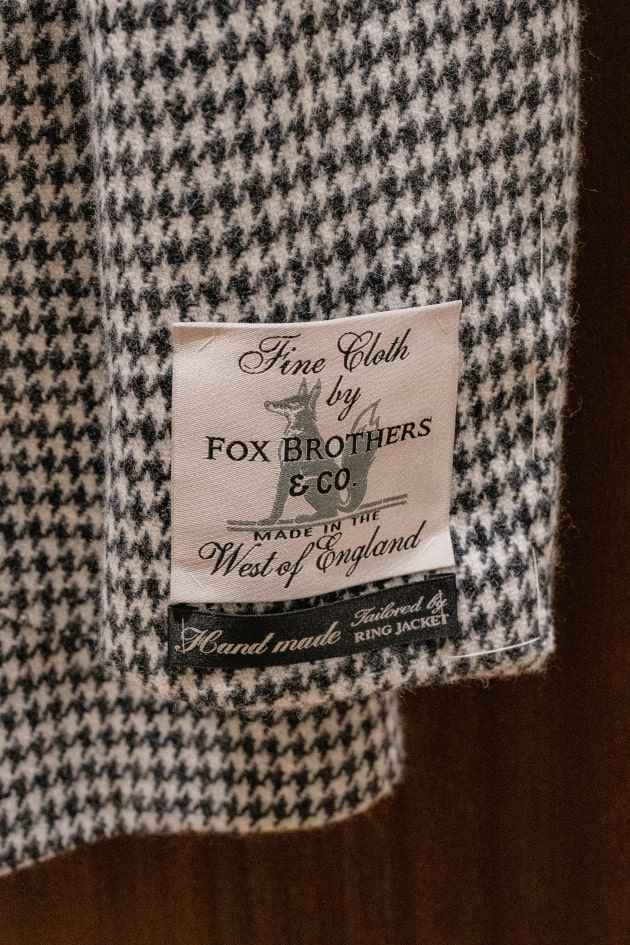 Fine Cloth
by
FOX BROTHERS
& CO.
MADE IN THE
West of England
Hand made
Tailored by
RING JACKET